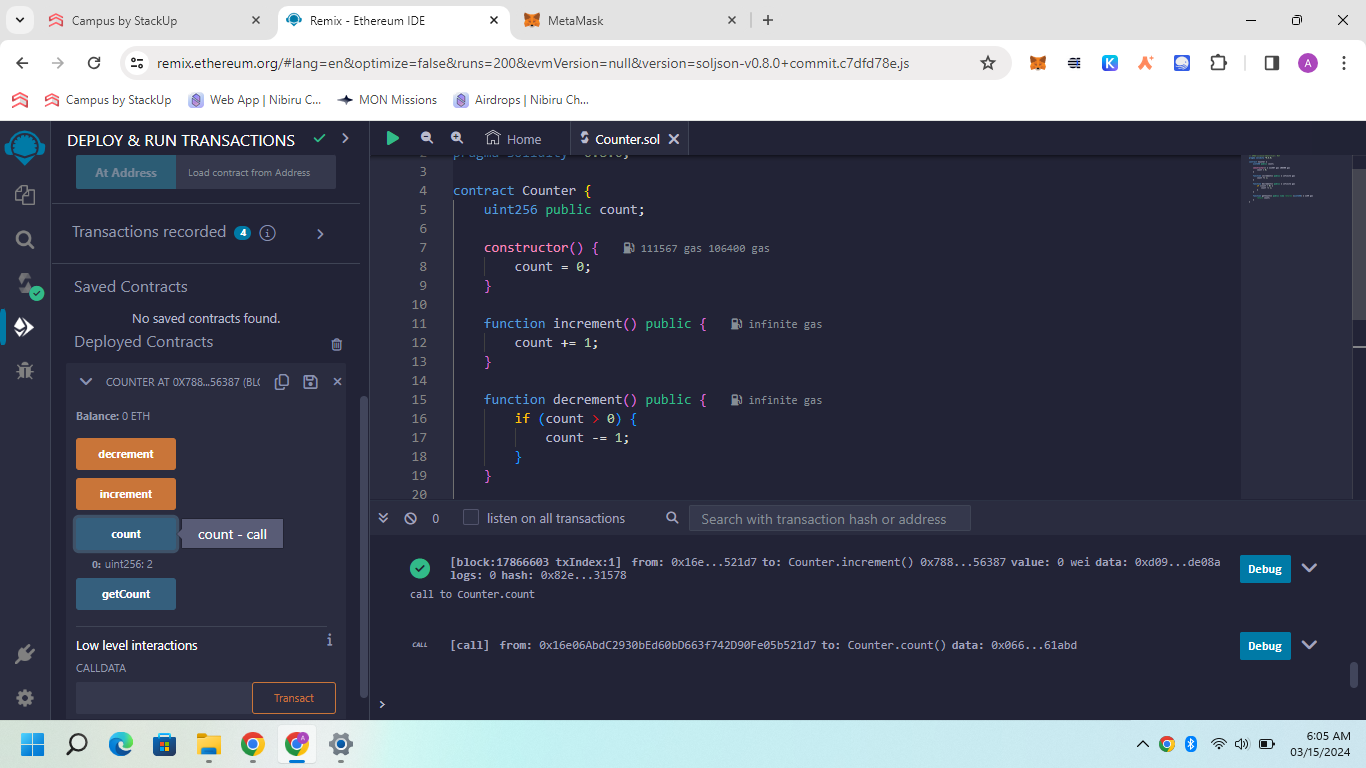 Campus by StackUp
Remix - Ethereum IDE
MetaMask
remix.ethereum.org/#lang=en&optimize=false&runs=200&evmVersion=null&version=soljson-v0.8.0+commit.c7dfd78e.js
A
Campus by StackUp
Web App | Nibiru C...
MON Missions
Airdrops | Nibiru Ch...
DEPLOY & RUN TRANSACTIONS
At Address
Load contract from Address
Transactions recorded 4 i
Saved Contracts
No saved contracts found.
Deployed Contracts
COUNTER AT 0X788...56387 (BLO
Balance: 0 ETH
decrement
increment
count
count - call
0: uint256: 2
getCount
Low level interactions
i
CALLDATA
Transact
Home
Counter.sol
3
4 contract Counter {
5 uint256 public count;
6
7 constructor() { 111567 gas 106400 gas
8 count = 0;
9 }
10
11 function increment() public { infinite gas
12 count += 1;
13 }
14
15 function decrement() public { infinite gas
16 if (count > 0) {
17 count -= 1;
18 }
19 }
20
0
listen on all transactions
Search with transaction hash or address
[block:17866603 txIndex:1] from: 0x16e...521d7 to: Counter.increment() 0x788...56387 value: 0 wei data: 0xd09...de08a
logs: 0 hash: 0x82e...31578
Debug
call to Counter.count
CALL [call] from: 0x16e06AbdC2930bEd60bD663f742D90Fe05b521d7 to: Counter.count() data: 0x066...61abd
Debug
>
6:05 AM
03/15/2024